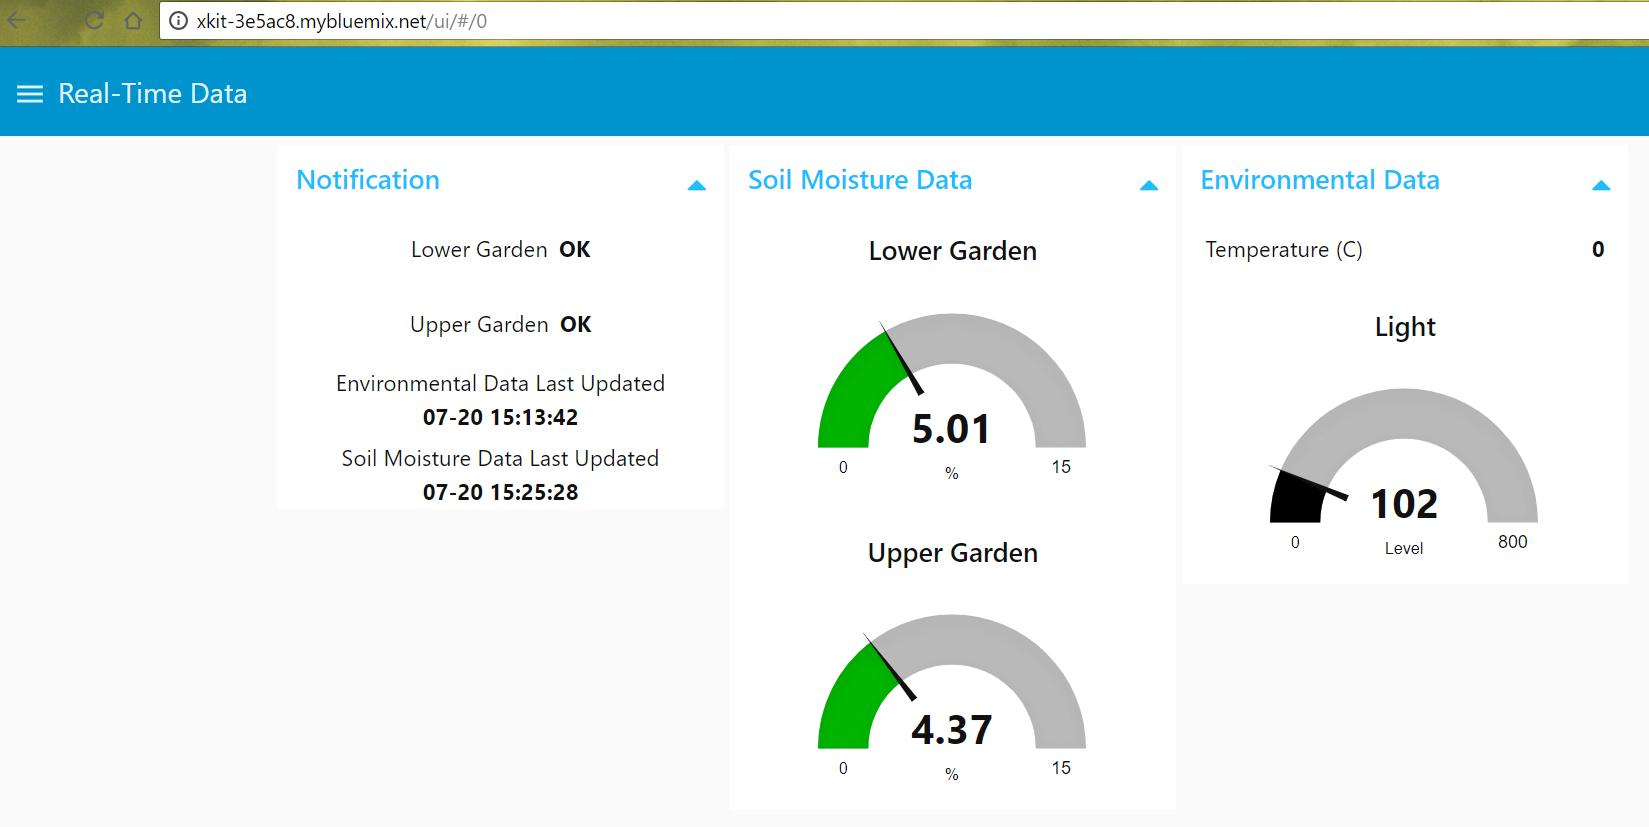 xkit-3e5ac8.mybluemix.net/ui/#/0
Real-Time Data
Notification
Lower Garden OK
Upper Garden OK
Environmental Data Last Updated
07-20 15:13:42
Soil Moisture Data Last Updated
07-20 15:25:28
Soil Moisture Data
Lower Garden
5.01
0 % 15
Upper Garden
4.37
0 % 15
Environmental Data
Temperature (C) 0
Light
102
0 Level 800